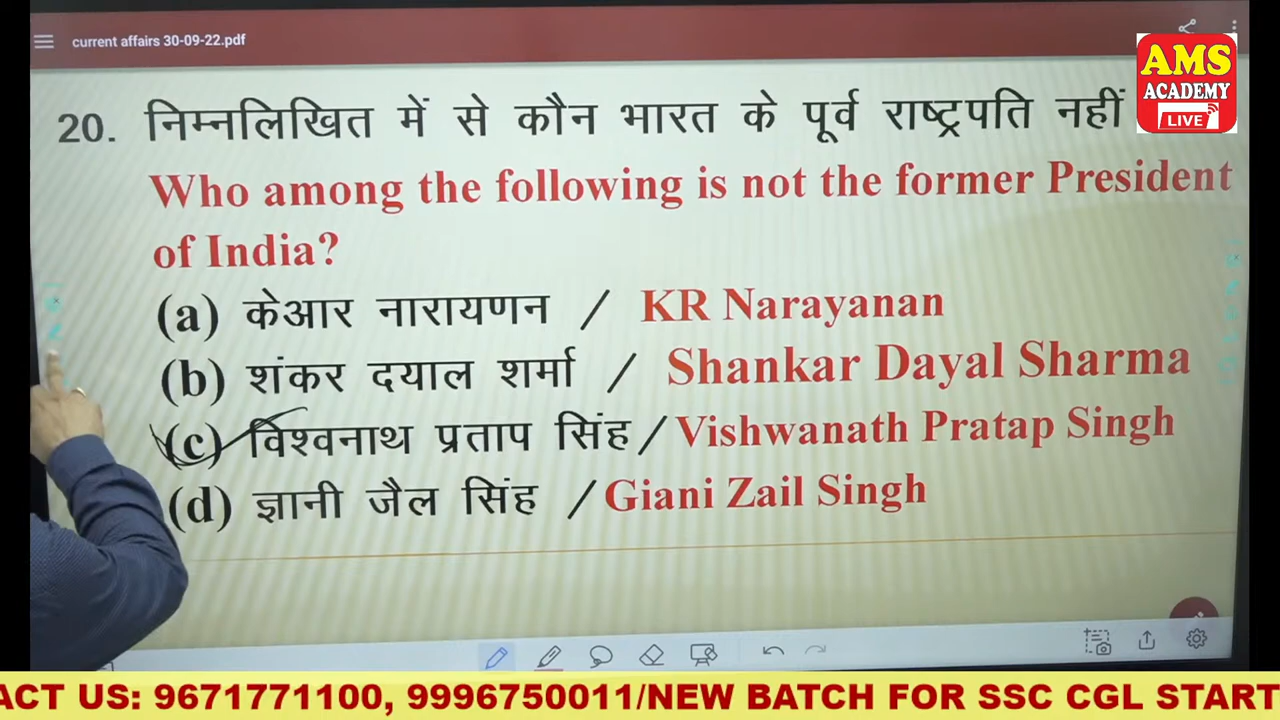 current affairs 30-09-22.pdf
AMS
ACADEMY
LIVE
20. निम्नलिखित में से कौन भारत के पूर्व राष्ट्रपति नहीं
Who among the following is not the former President
of India?
(a) केआर नारायणन / KR Narayanan
(b) शंकर दयाल शर्मा / Shankar Dayal Sharma
(c) विश्वनाथ प्रताप सिंह/Vishwanath Pratap Singh
(d) ज्ञानी जैल सिंह /Giani Zail Singh
ACT US: 9671771100, 9996750011/NEW BATCH FOR SSC CGL START